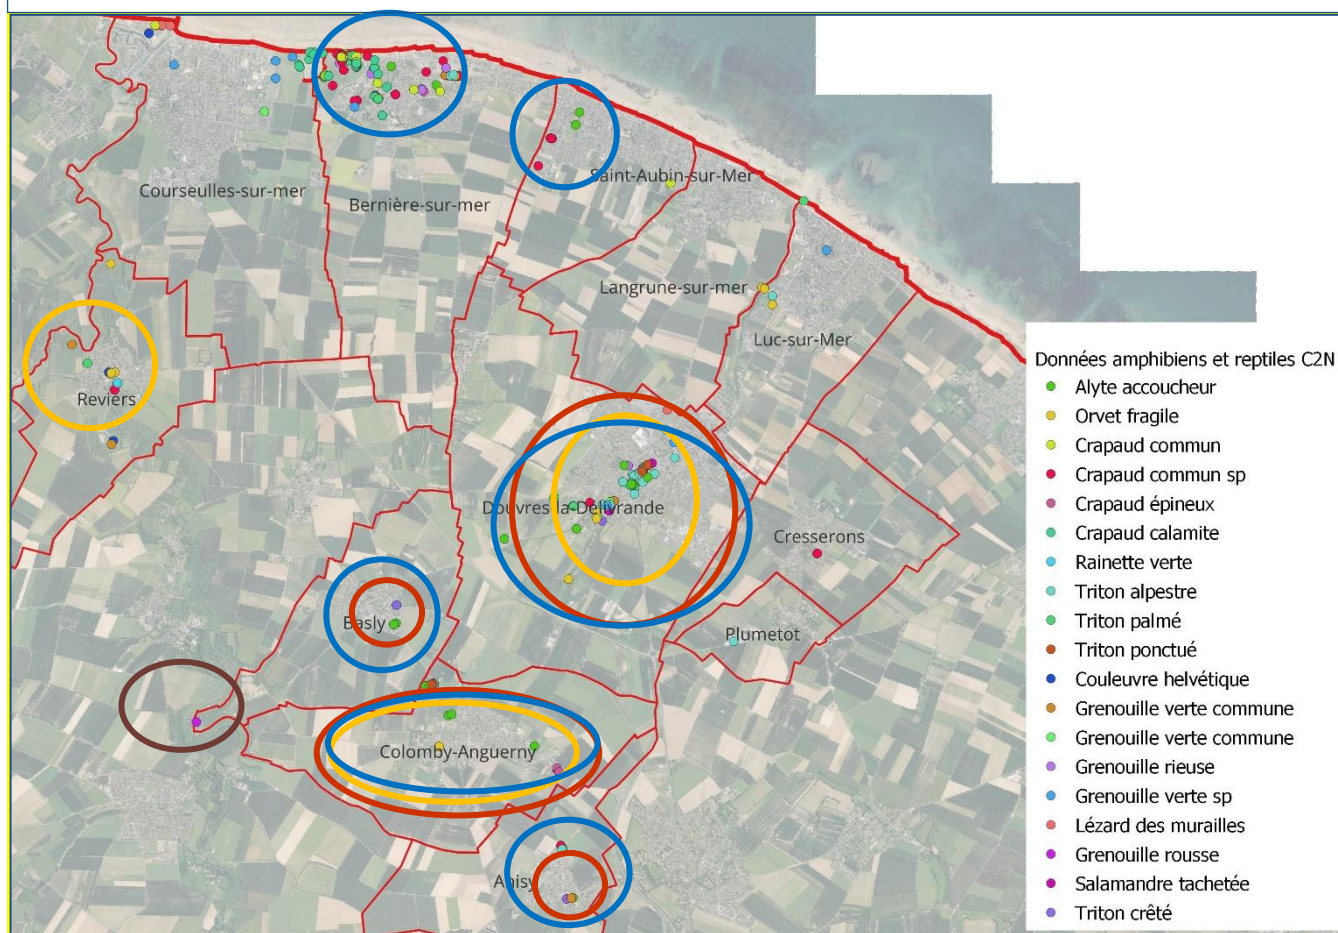 Courseulles-sur-mer
Bernière-sur-mer
Saint-Aubin-sur-Mer
Langrune-sur-mer
Luc-sur-Mer
Reviers
Douvres-la-Délivrande
Cresserons
Basly
Plumetot
Colomby-Anguerny
Anisy
Données amphibiens et reptiles C2N
Alyte accoucheur
Orvet fragile
Crapaud commun
Crapaud commun sp
Crapaud épineux
Crapaud calamite
Rainette verte
Triton alpestre
Triton palmé
Triton ponctué
Couleuvre helvétique
Grenouille verte commune
Grenouille verte commune
Grenouille rieuse
Grenouille verte sp
Lézard des murailles
Grenouille rousse
Salamandre tachetée
Triton crêté